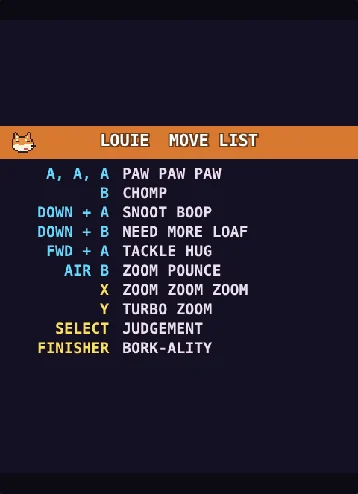 LOUIE MOVE LIST
A, A, A PAW PAW PAW
B CHOMP
DOWN + A SNOOT BOOP
DOWN + B NEED MORE LOAF
FWD + A TACKLE HUG
AIR B ZOOM POUNCE
X ZOOM ZOOM ZOOM
Y TURBO ZOOM
SELECT JUDGEMENT
FINISHER BORK-ALITY